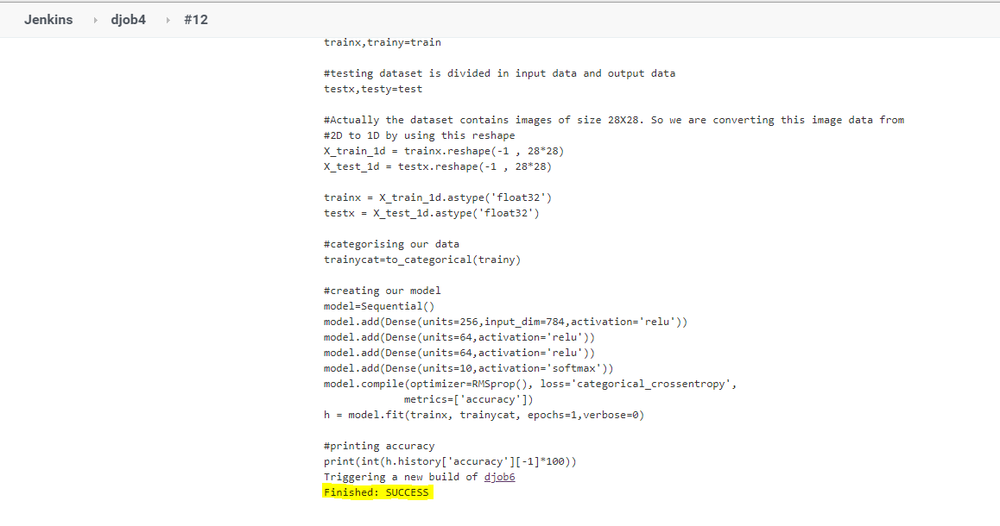 Jenkins djob4 #12
trainx,trainy=train
#testing dataset is divided in input data and output data
testx,testy=test
#Actually the dataset contains images of size 28X28. So we are converting this image data from
#2D to 1D by using this reshape
X_train_1d = trainx.reshape(-1 , 28*28)
X_test_1d = testx.reshape(-1 , 28*28)
trainx = X_train_1d.astype('float32')
testx = X_test_1d.astype('float32')
#categorising our data
trainycat=to_categorical(trainy)
#creating our model
model=Sequential()
model.add(Dense(units=256,input_dim=784,activation='relu'))
model.add(Dense(units=64,activation='relu'))
model.add(Dense(units=64,activation='relu'))
model.add(Dense(units=10,activation='softmax'))
model.compile(optimizer=RMSprop(), loss='categorical_crossentropy',
metrics=['accuracy'])
h = model.fit(trainx, trainycat, epochs=1,verbose=0)
#printing accuracy
print(int(h.history['accuracy'][-1]*100))
Triggering a new build of djob6
Finished: SUCCESS